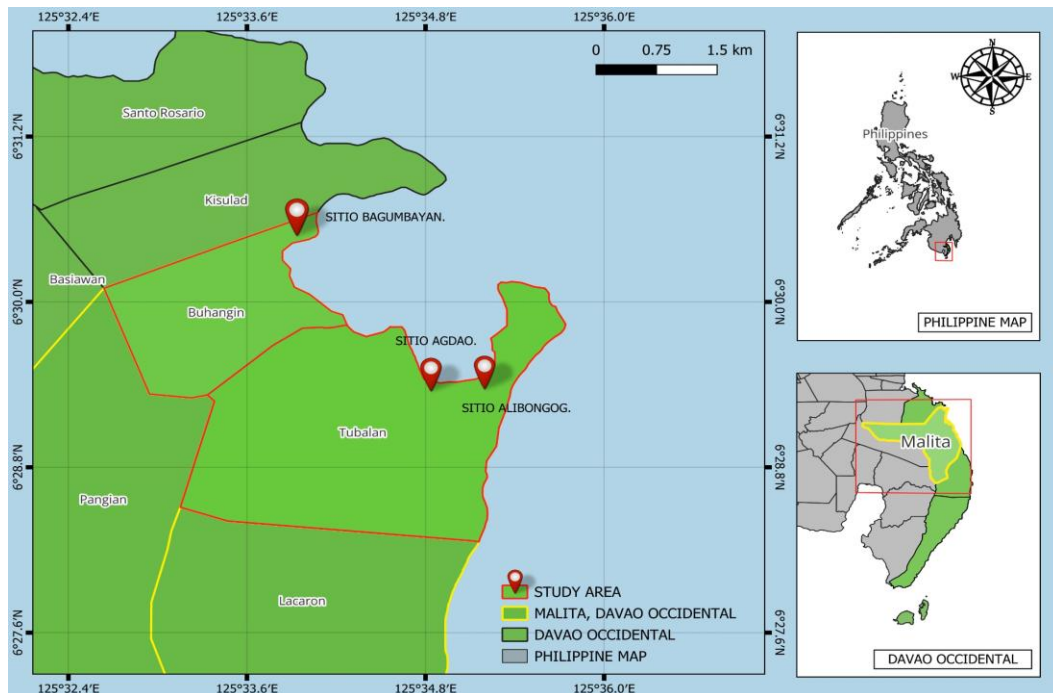 125°32.4′E 125°33.6′E 125°34.8′E 125°36.0′E
0 0.75 1.5 km
N
W E
S
Santo Rosario
Philippines
6°31.2′N 6°31.2′N
Kisulad
SITIO BAGUMBAYAN.
Basiawan
6°30.0′N 6°30.0′N
Buhangin
PHILIPPINE MAP
SITIO AGDAO.
SITIO ALIBONGOG.
Tubalan
Malita
6°28.8′N 6°28.8′N
Pangian
Lacaron
STUDY AREA
MALITA, DAVAO OCCIDENTAL
DAVAO OCCIDENTAL
PHILIPPINE MAP
6°27.6′N 6°27.6′N
DAVAO OCCIDENTAL
125°32.4′E 125°33.6′E 125°34.8′E 125°36.0′E